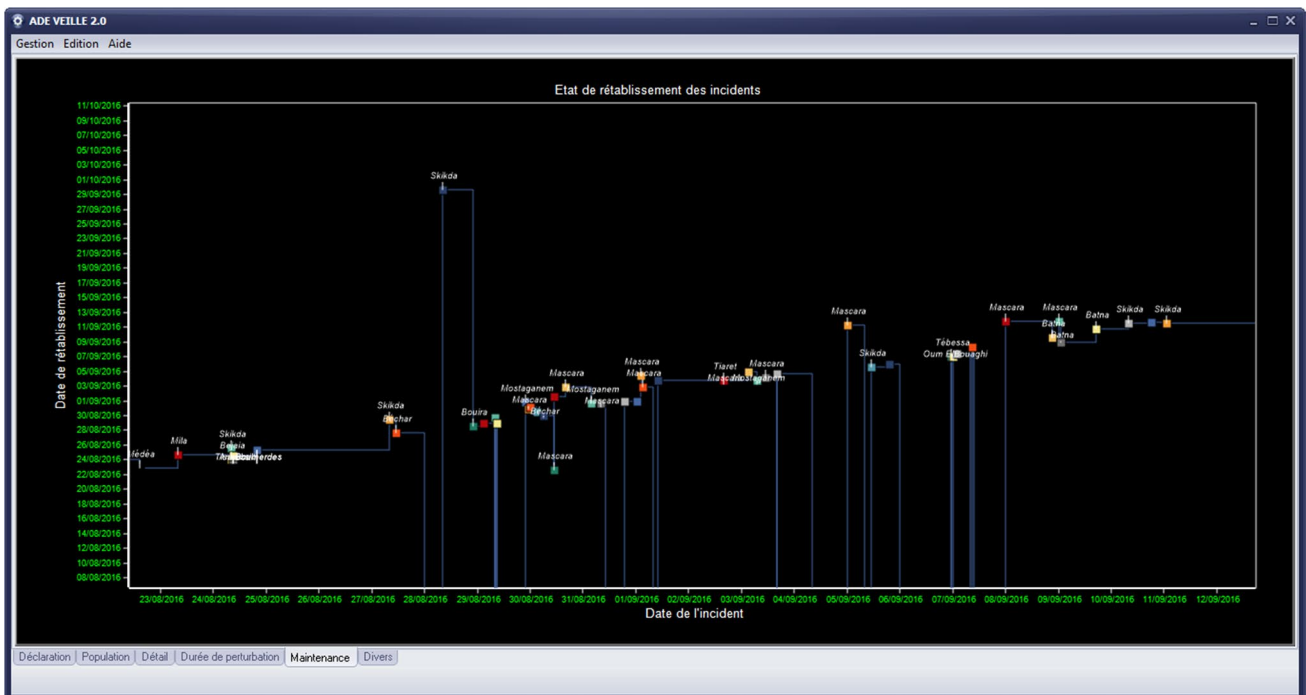 ADE VEILLE 2.0
Gestion Edition Aide
Etat de rétablissement des incidents
Date de rétablissement
11/10/2016
09/10/2016
07/10/2016
05/10/2016
03/10/2016
01/10/2016
29/09/2016
27/09/2016
25/09/2016
23/09/2016
21/09/2016
19/09/2016
17/09/2016
15/09/2016
13/09/2016
11/09/2016
09/09/2016
07/09/2016
05/09/2016
03/09/2016
01/09/2016
30/08/2016
28/08/2016
26/08/2016
24/08/2016
22/08/2016
20/08/2016
18/08/2016
16/08/2016
14/08/2016
12/08/2016
10/08/2016
08/08/2016
Médéa
Mila
Skikda
Skikda
Béchar
Skikda
Bouira
Mostaganem
Mascara
Béchar
Mascara
Mascara
Mostaganem
Mascara
Mascara
Mascara
Tiaret
Mascara
Mascara
Mostaganem
Mascara
Skikda
Tébessa
Oum El Bouaghi
Mascara
Mascara
Batna
Batna
Batna
Skikda
Skikda
23/08/2016 24/08/2016 25/08/2016 26/08/2016 27/08/2016 28/08/2016 29/08/2016 30/08/2016 31/08/2016 01/09/2016 02/09/2016 03/09/2016 04/09/2016 05/09/2016 06/09/2016 07/09/2016 08/09/2016 09/09/2016 10/09/2016 11/09/2016 12/09/2016
Date de l'incident
Déclaration Population Détail Durée de perturbation Maintenance Divers